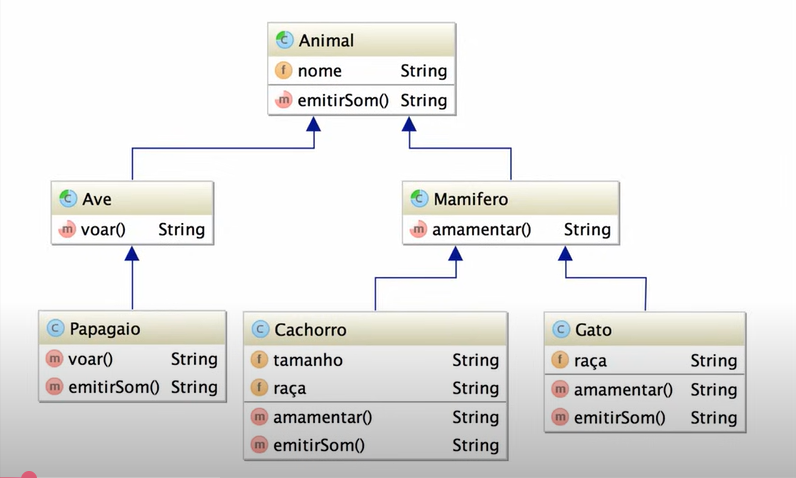 C Animal
f nome String
m emitirSom() String
C Ave
m voar() String
C Mamifero
m amamentar() String
C Papagaio
m voar() String
m emitirSom() String
C Cachorro
f tamanho String
f raça String
m amamentar() String
m emitirSom() String
C Gato
f raça String
m amamentar() String
m emitirSom() String